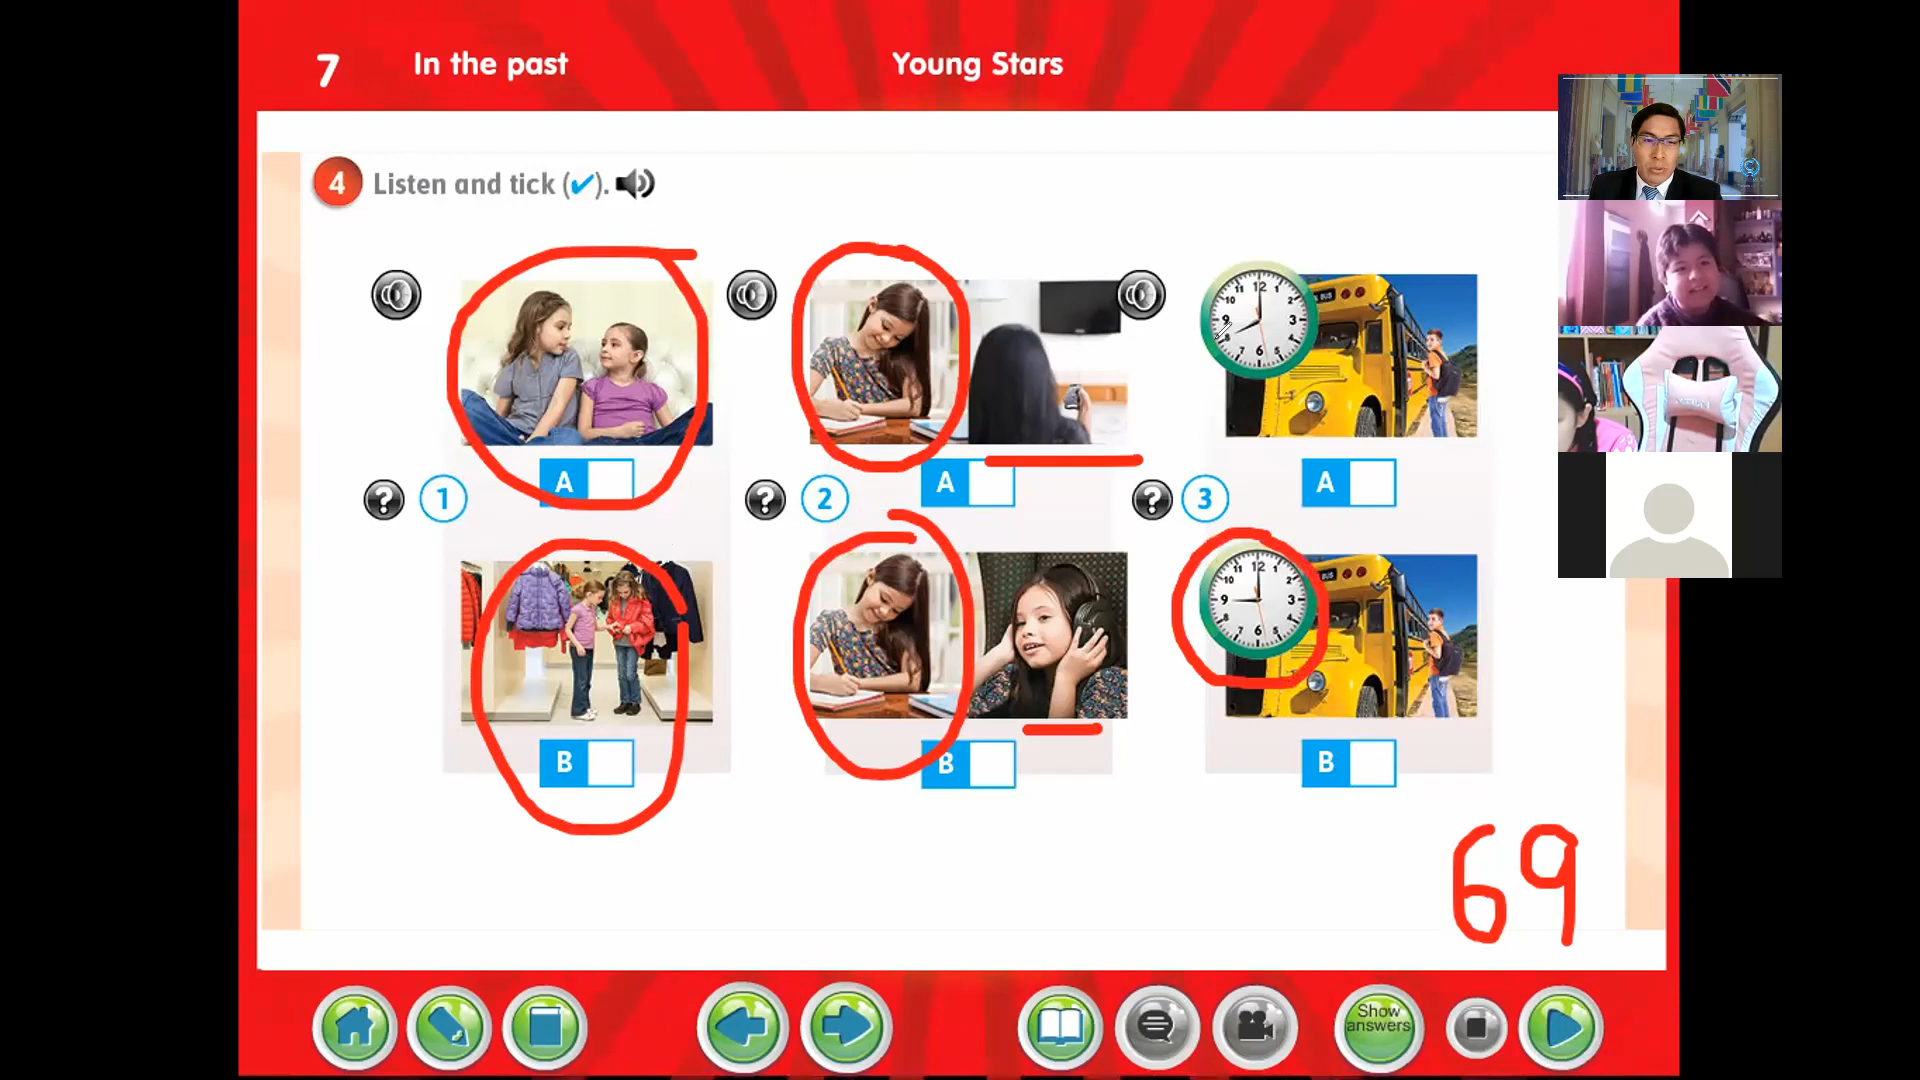 7 In the past Young Stars
4 Listen and tick (✔).
A A A
? 1 ? 2 ? 3
B B B
69
Show
answers